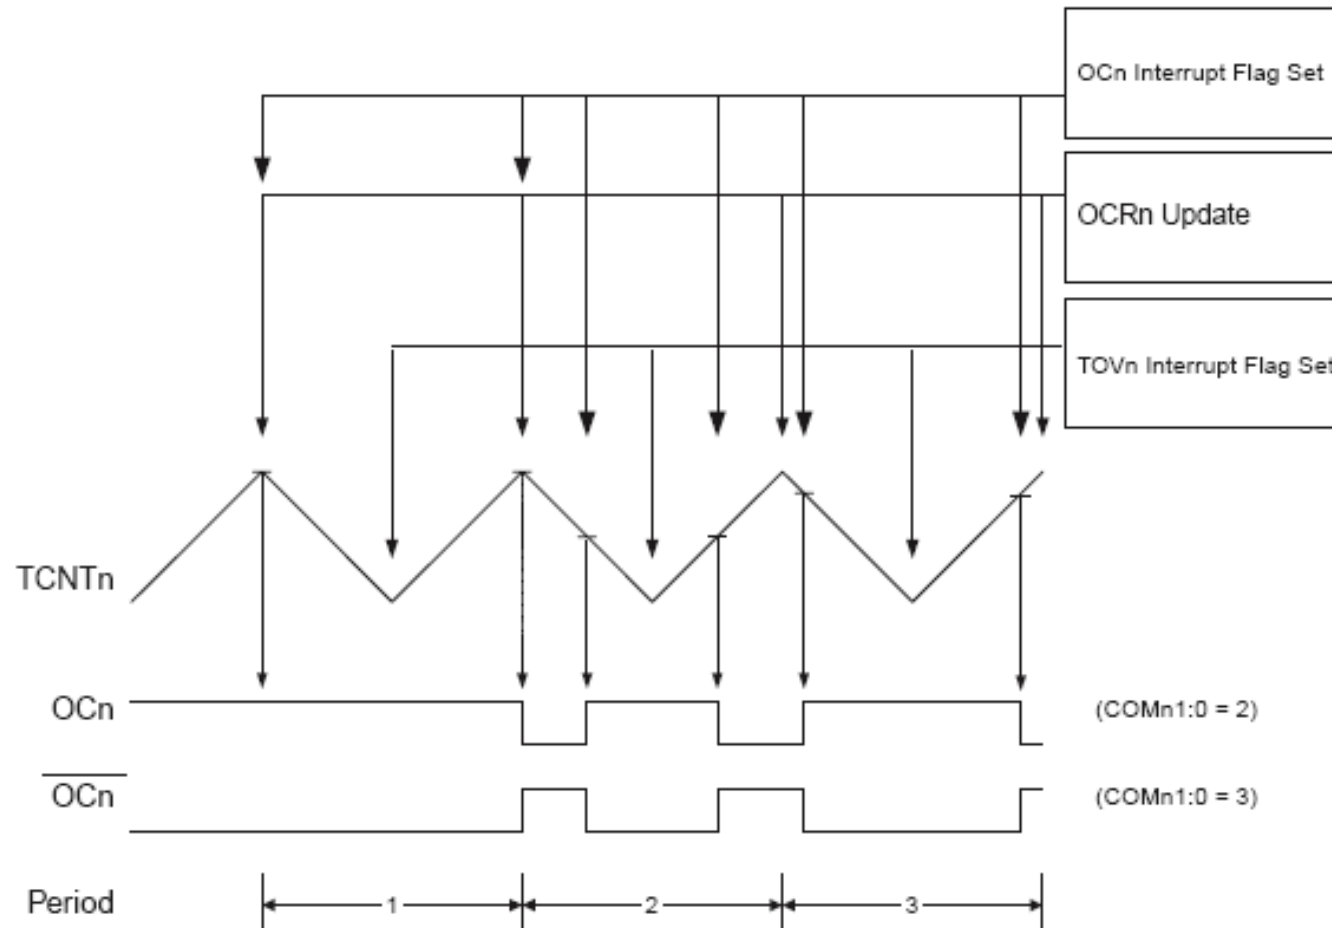 OCn Interrupt Flag Set
OCRn Update
TOVn Interrupt Flag Set
TCNTn
OCn
(COMn1:0 = 2)
OCn
(COMn1:0 = 3)
Period
1
2
3